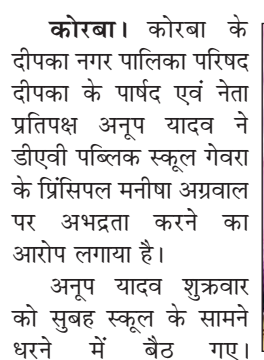 कोरबा। कोरबा के
दीपका नगर पालिका परिषद
दीपका के पार्षद एवं नेता
प्रतिपक्ष अनूप यादव ने
डीएवी पब्लिक स्कूल गेवरा
के प्रिंसिपल मनीषा अग्रवाल
पर अभद्रता करने का
आरोप लगाया है।
अनूप यादव शुक्रवार
को सुबह स्कूल के सामने
धरने में बैठ गए।